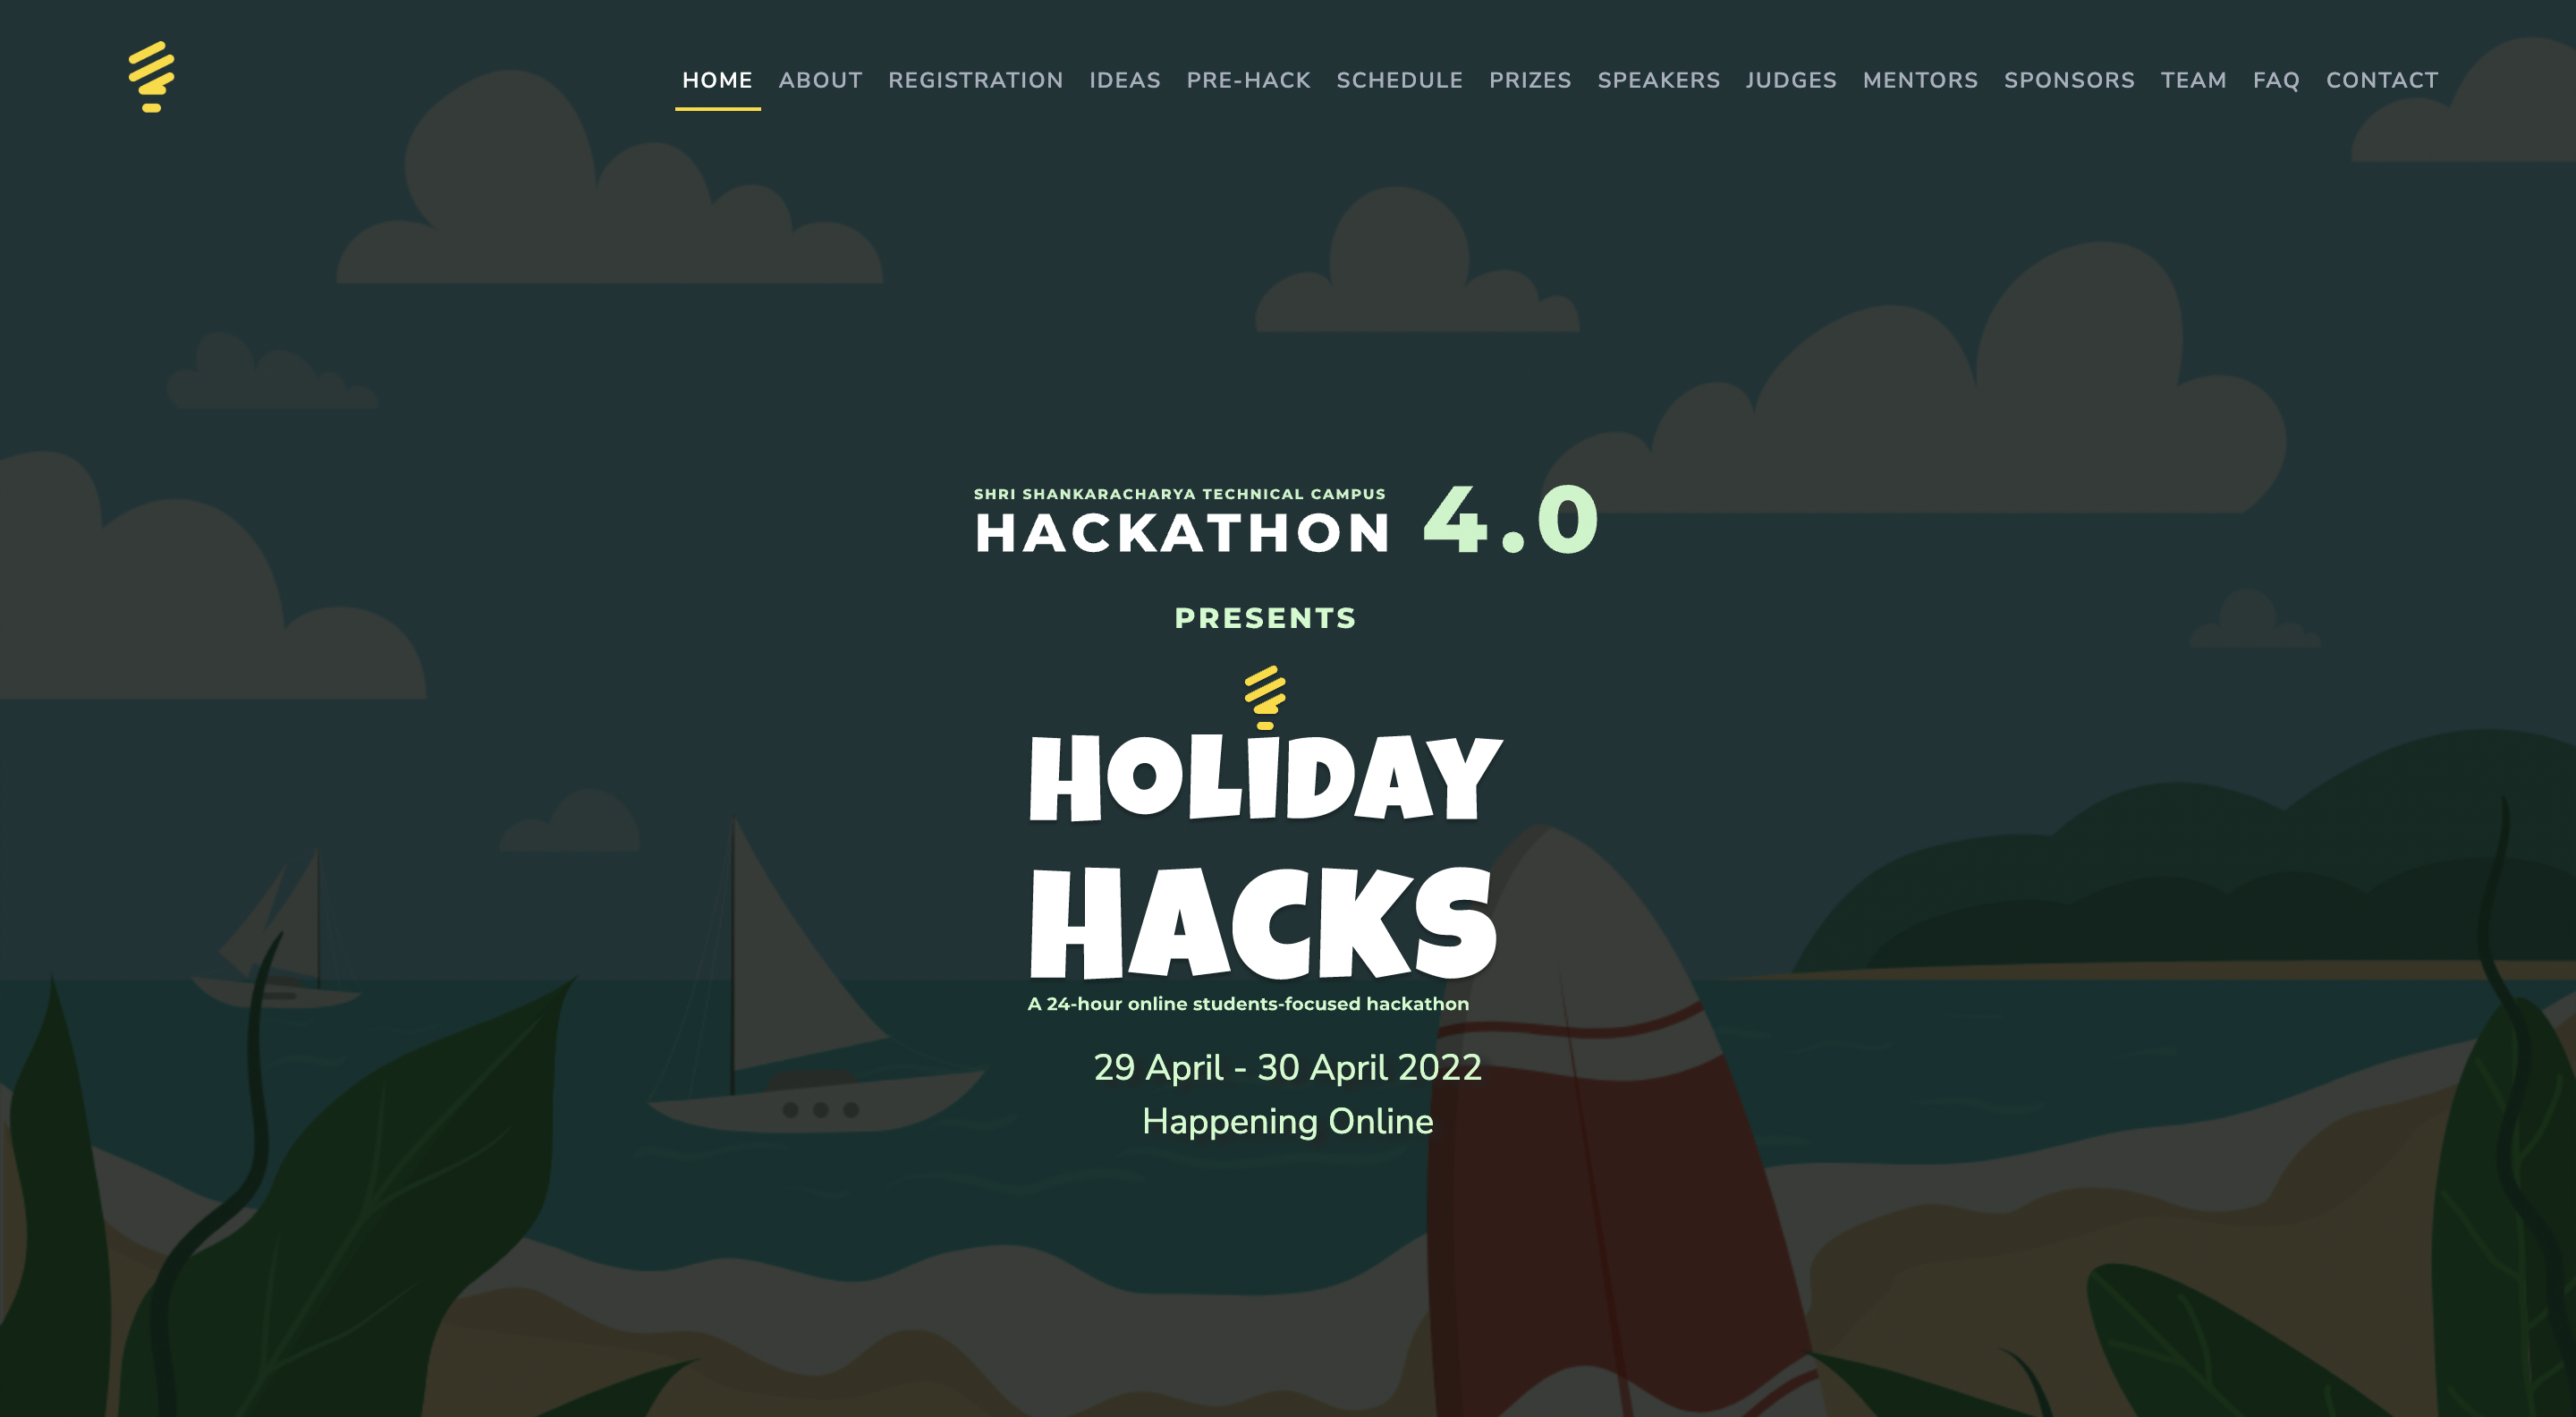 HOME ABOUT REGISTRATION IDEAS PRE-HACK SCHEDULE PRIZES SPEAKERS JUDGES MENTORS SPONSORS TEAM FAQ CONTACT
SHRI SHANKARACHARYA TECHNICAL CAMPUS
HACKATHON 4.0
PRESENTS
HOLIDAY
HACKS
A 24-hour online students-focused hackathon
29 April - 30 April 2022
Happening Online